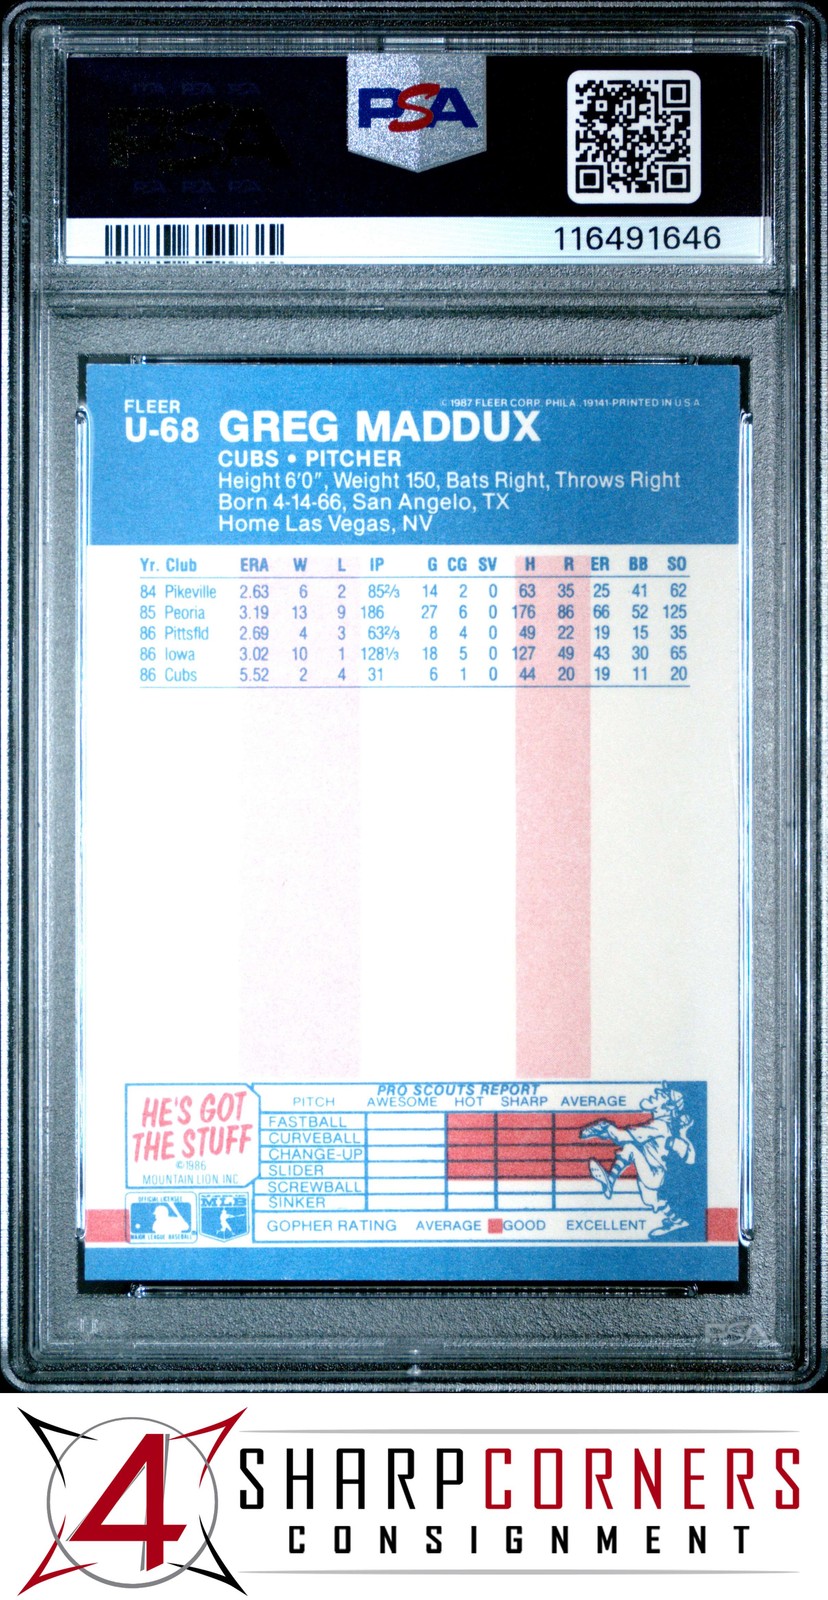 PSA
116491646
FLEER
© 1987 FLEER CORP. PHILA., 19141-PRINTED IN U.S.A
U-68 GREG MADDUX
CUBS • PITCHER
Height 6'0", Weight 150, Bats Right, Throws Right
Born 4-14-66, San Angelo, TX
Home Las Vegas, NV
Yr. Club ERA W L IP G CG SV H R ER BB SO
84 Pikeville 2.63 6 2 85⅔ 14 2 0 63 35 25 41 62
85 Peoria 3.19 13 9 186 27 6 0 176 86 66 52 125
86 Pittsfld 2.69 4 3 63⅔ 8 4 0 49 22 19 15 35
86 Iowa 3.02 10 1 128⅓ 18 5 0 127 49 43 30 65
86 Cubs 5.52 2 4 31 6 1 0 44 20 19 11 20
HE'S GOT
THE STUFF
© 1986
MOUNTAIN LION INC
OFFICIAL LICENSEE
MAJOR LEAGUE BASEBALL
MLB
PRO SCOUTS REPORT
PITCH AWESOME HOT SHARP AVERAGE
FASTBALL
CURVEBALL
CHANGE-UP
SLIDER
SCREWBALL
SINKER
GOPHER RATING AVERAGE GOOD EXCELLENT
PSA
4 SHARPCORNERS
CONSIGNMENT